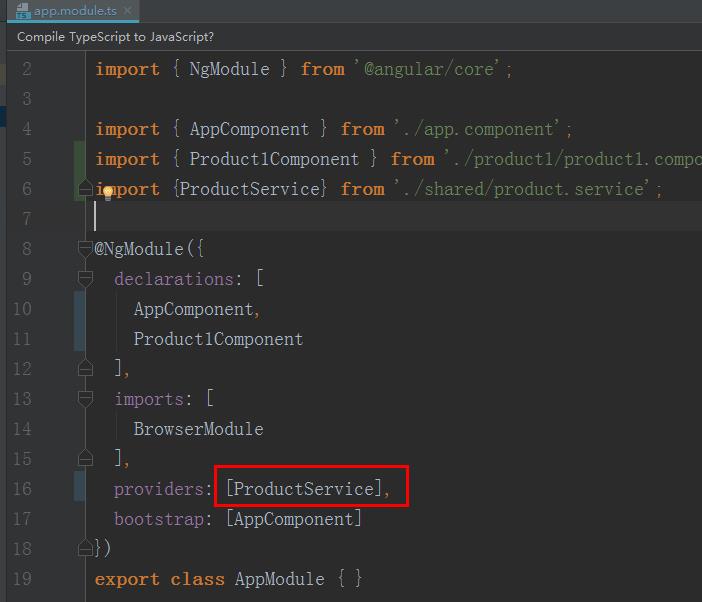 app.module.ts ×
Compile TypeScript to JavaScript?
2 import { NgModule } from '@angular/core';
3
4 import { AppComponent } from './app.component';
5 import { Product1Component } from './product1/product1.compo
6 import {ProductService} from './shared/product.service';
7
8 @NgModule({
9 declarations: [
10 AppComponent,
11 Product1Component
12 ],
13 imports: [
14 BrowserModule
15 ],
16 providers: [ProductService],
17 bootstrap: [AppComponent]
18 })
19 export class AppModule { }